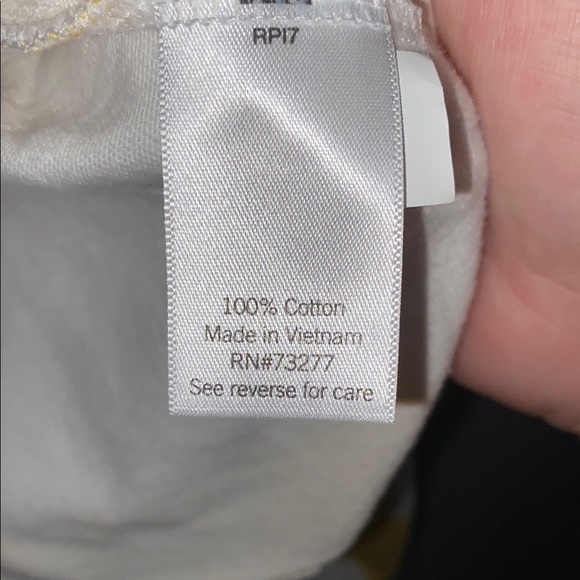 RPI7
100% Cotton
Made in Vietnam
RN#73277
See reverse for care